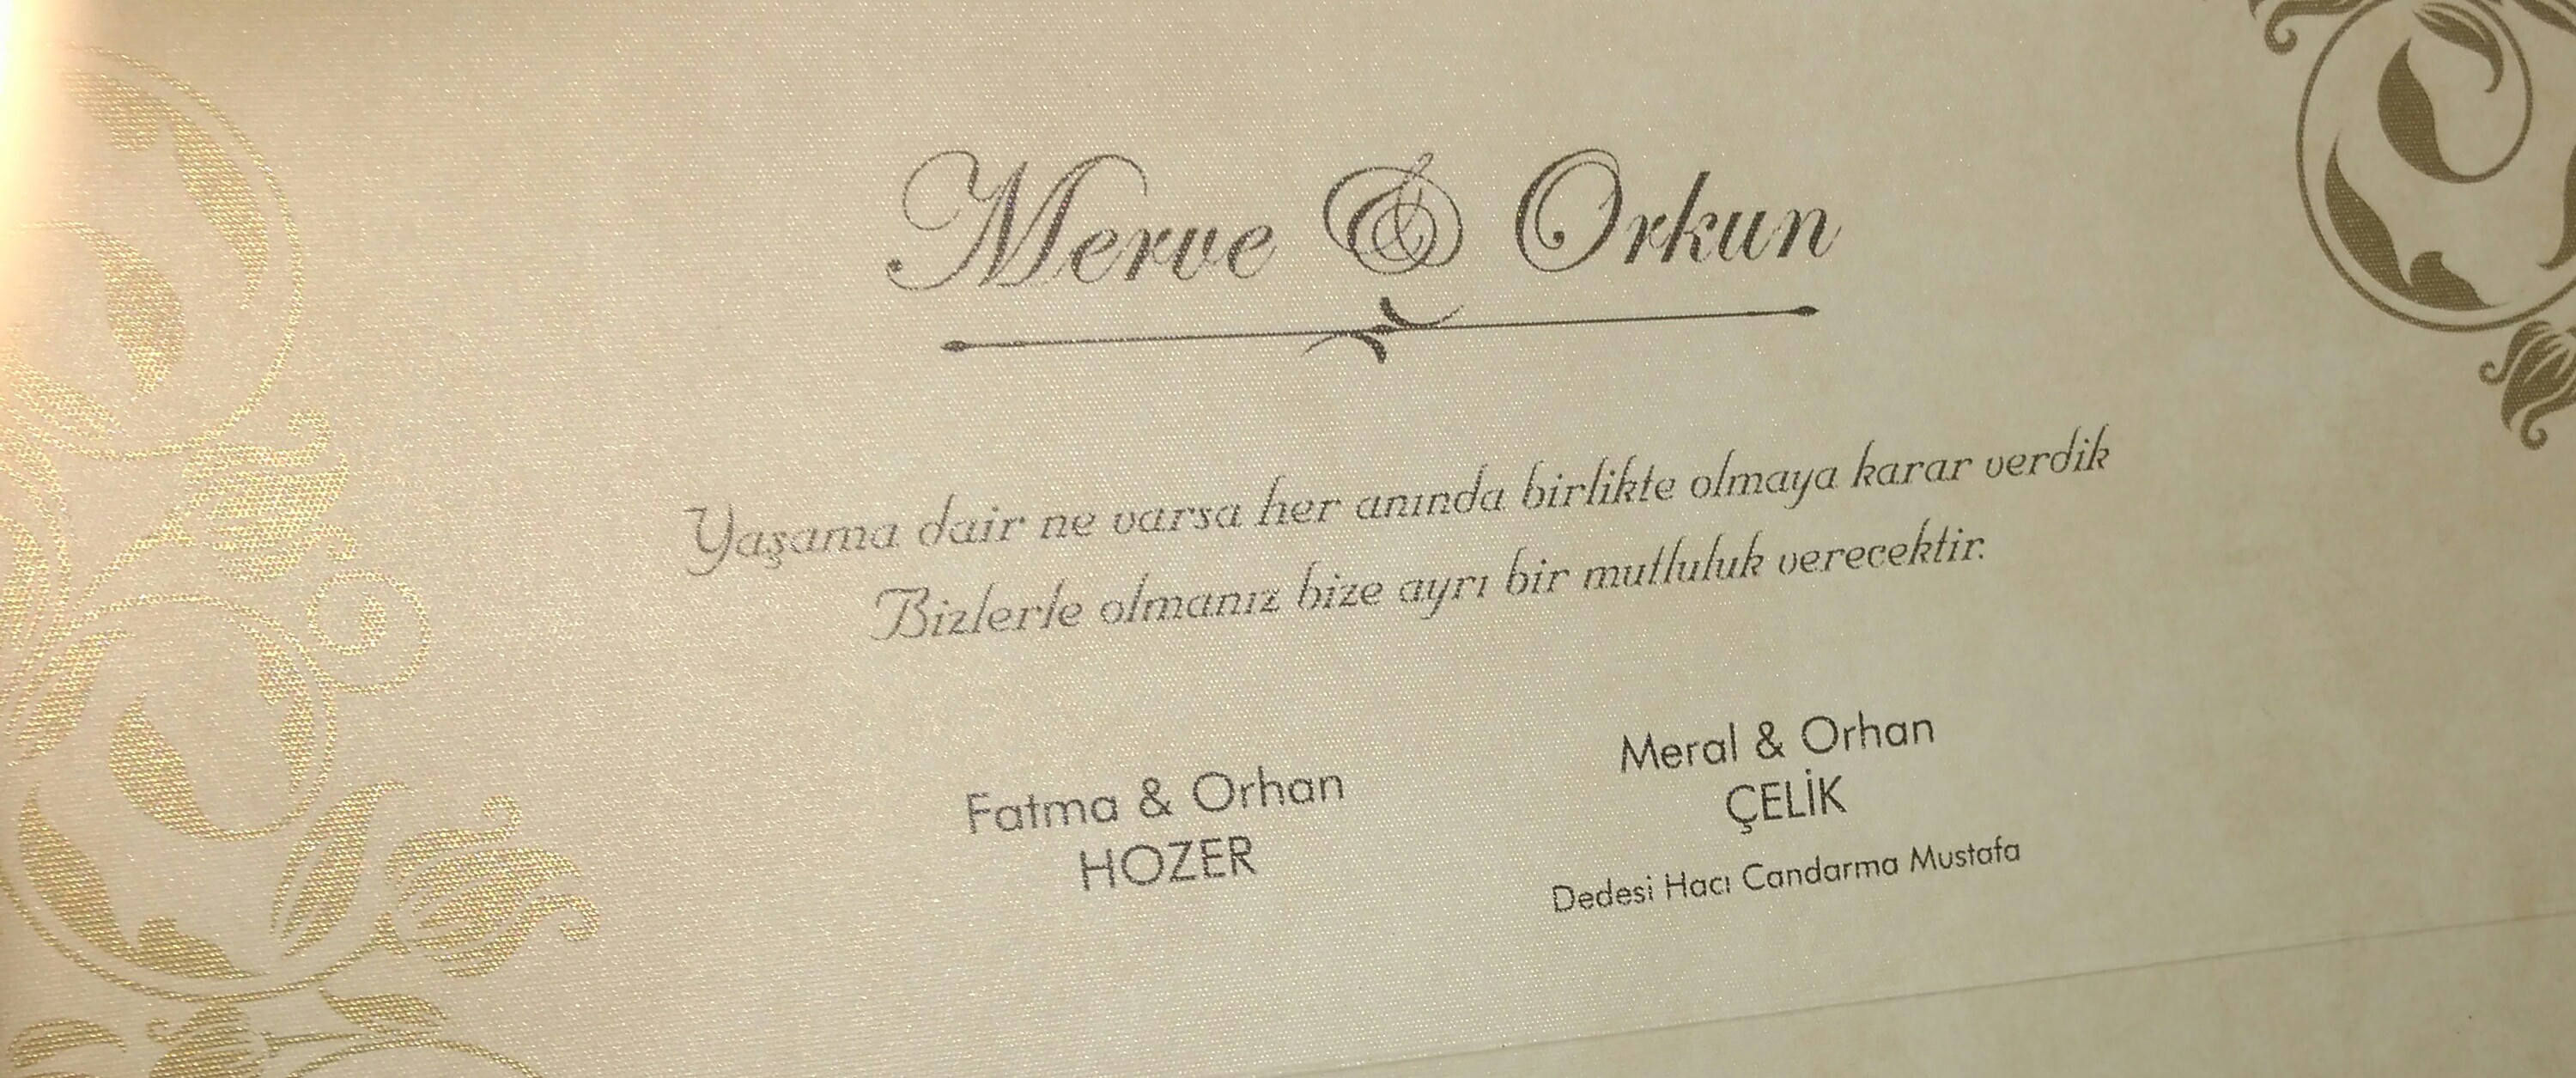 Merve & Orkun
Yaşama dair ne varsa her anında birlikte olmaya karar verdik
Bizlerle olmanız bize ayrı bir mutluluk verecektir.
Fatma & Orhan
HOZER
Meral & Orhan
ÇELİK
Dedesi Hacı Candarma Mustafa